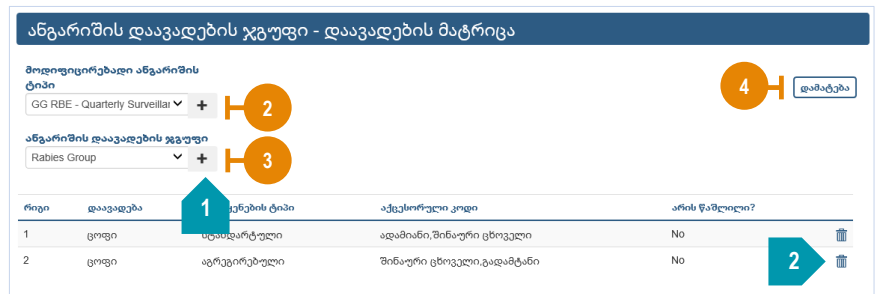 ანგარიშის დაავადების ჯგუფი - დაავადების მატრიცა
მოდიფიცირებადი ანგარიშის
ტიპი
GG RBE - Quarterly Surveillar
+
2
4
დამატება
ანგარიშის დაავადების ჯგუფი
Rabies Group
+
3
1
რიგი დაავადება ყენების ტიპი აქცესორული კოდი არის წაშლილი?
1 ცოფი სტანდარტული ადამიანი,შინაური ცხოველი No
2 ცოფი აგრეგირებული შინაური ცხოველი,გადამტანი No
2